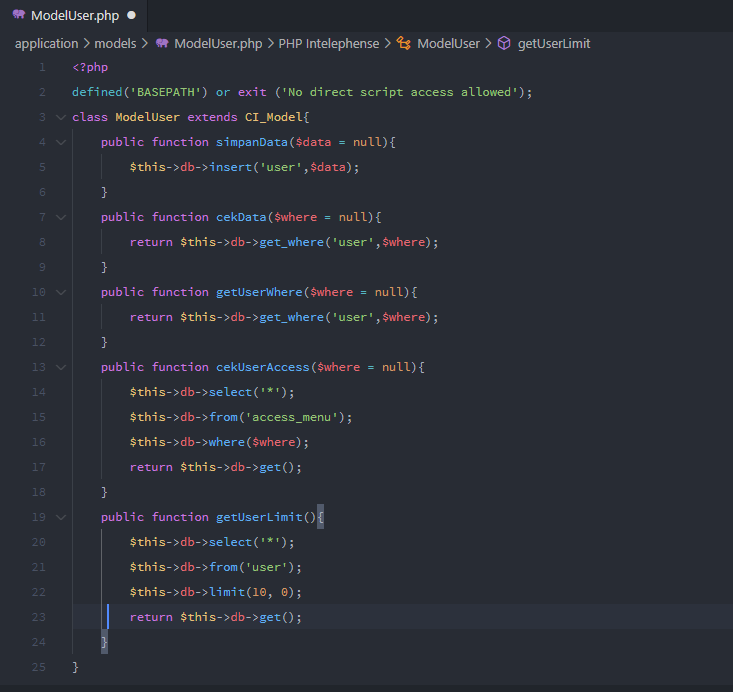 ModelUser.php
application > models > ModelUser.php > PHP Intelephense > ModelUser > getUserLimit
1 <?php
2 defined('BASEPATH') or exit ('No direct script access allowed');
3 class ModelUser extends CI_Model{
4     public function simpanData($data = null){
5         $this->db->insert('user',$data);
6     }
7     public function cekData($where = null){
8         return $this->db->get_where('user',$where);
9     }
10     public function getUserWhere($where = null){
11         return $this->db->get_where('user',$where);
12     }
13     public function cekUserAccess($where = null){
14         $this->db->select('*');
15         $this->db->from('access_menu');
16         $this->db->where($where);
17         return $this->db->get();
18     }
19     public function getUserLimit(){
20         $this->db->select('*');
21         $this->db->from('user');
22         $this->db->limit(10, 0);
23         return $this->db->get();
24     }
25 }